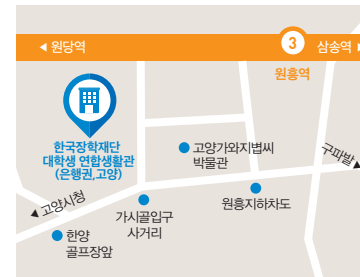 ◀ 원당역
3
삼송역 ▶
원흥역
한국장학재단
대학생 연합생활관
(은행권,고양)
고양가와지볍씨
박물관
구파발▶
◀고양시청
가시골입구
사거리
원흥지하차도
한양
골프장앞